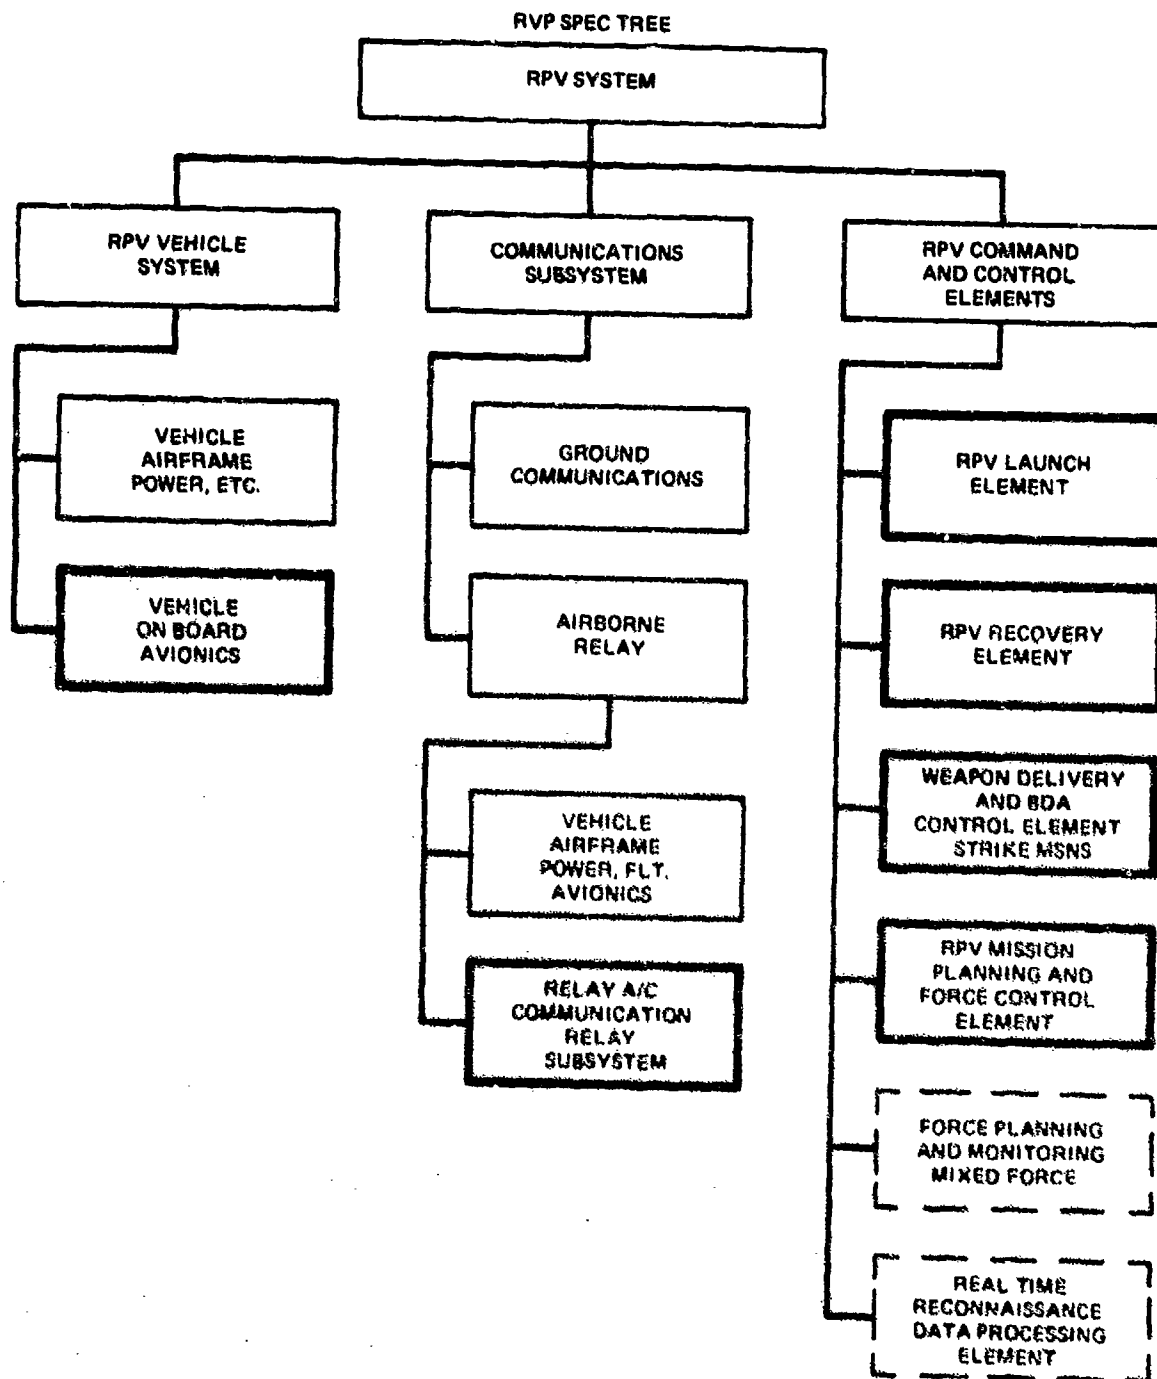 RVP SPEC TREE
RPV SYSTEM
RPV VEHICLE
SYSTEM
COMMUNICATIONS
SUBSYSTEM
RPV COMMAND
AND CONTROL
ELEMENTS
VEHICLE
AIRFRAME
POWER, ETC.
VEHICLE
ON BOARD
AVIONICS
GROUND
COMMUNICATIONS
AIRBORNE
RELAY
VEHICLE
AIRFRAME
POWER, FLT.
AVIONICS
RELAY A/C
COMMUNICATION
RELAY
SUBSYSTEM
RPV LAUNCH
ELEMENT
RPV RECOVERY
ELEMENT
WEAPON DELIVERY
AND BDA
CONTROL ELEMENT
STRIKE MSNS
RPV MISSION
PLANNING AND
FORCE CONTROL
ELEMENT
FORCE PLANNING
AND MONITORING
MIXED FORCE
REAL TIME
RECONNAISSANCE
DATA PROCESSING
ELEMENT